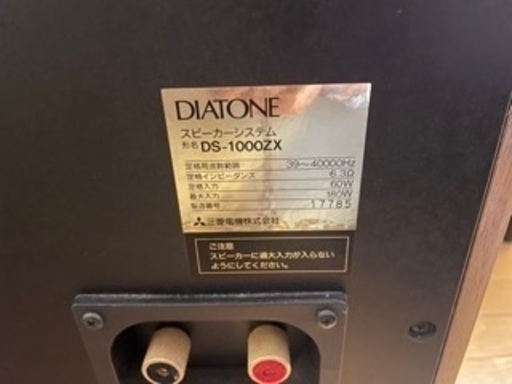 DIATONE
スピーカーシステム
形名 DS-1000ZX
定格周波数範囲 39〜40000Hz
定格インピーダンス 6.3Ω
定格入力 60W
最大入力 180W
製造番号 17785
三菱電機株式会社
ご注意
スピーカーに過大入力が入らない
ようにしてください。